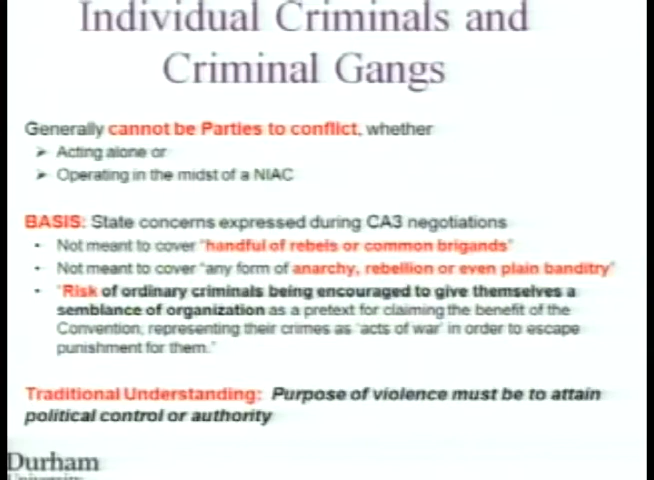 Individual Criminals and
Criminal Gangs
Generally cannot be Parties to conflict, whether
➢ Acting alone or
➢ Operating in the midst of a NIAC
BASIS: State concerns expressed during CA3 negotiations
• Not meant to cover "handful of rebels or common brigands"
• Not meant to cover "any form of anarchy, rebellion or even plain banditry"
• "Risk of ordinary criminals being encouraged to give themselves a
semblance of organization as a pretext for claiming the benefit of the
Convention, representing their crimes as 'acts of war' in order to escape
punishment for them."
Traditional Understanding: Purpose of violence must be to attain
political control or authority
Durham
University